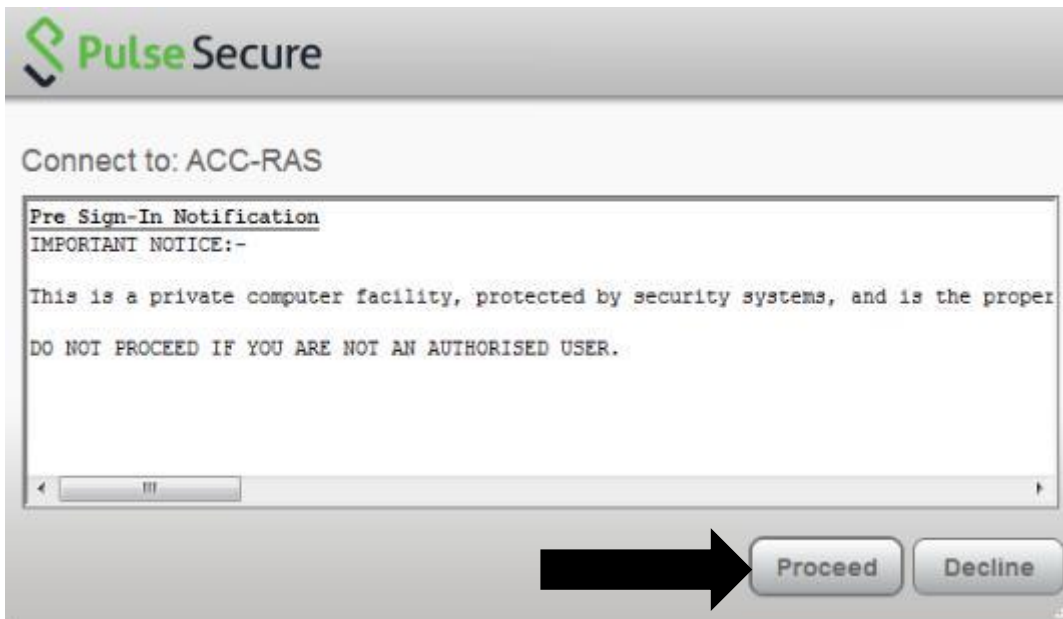 Pulse Secure
Connect to: ACC-RAS
Pre Sign-In Notification
IMPORTANT NOTICE:-
This is a private computer facility, protected by security systems, and is the proper
DO NOT PROCEED IF YOU ARE NOT AN AUTHORISED USER.
Proceed Decline